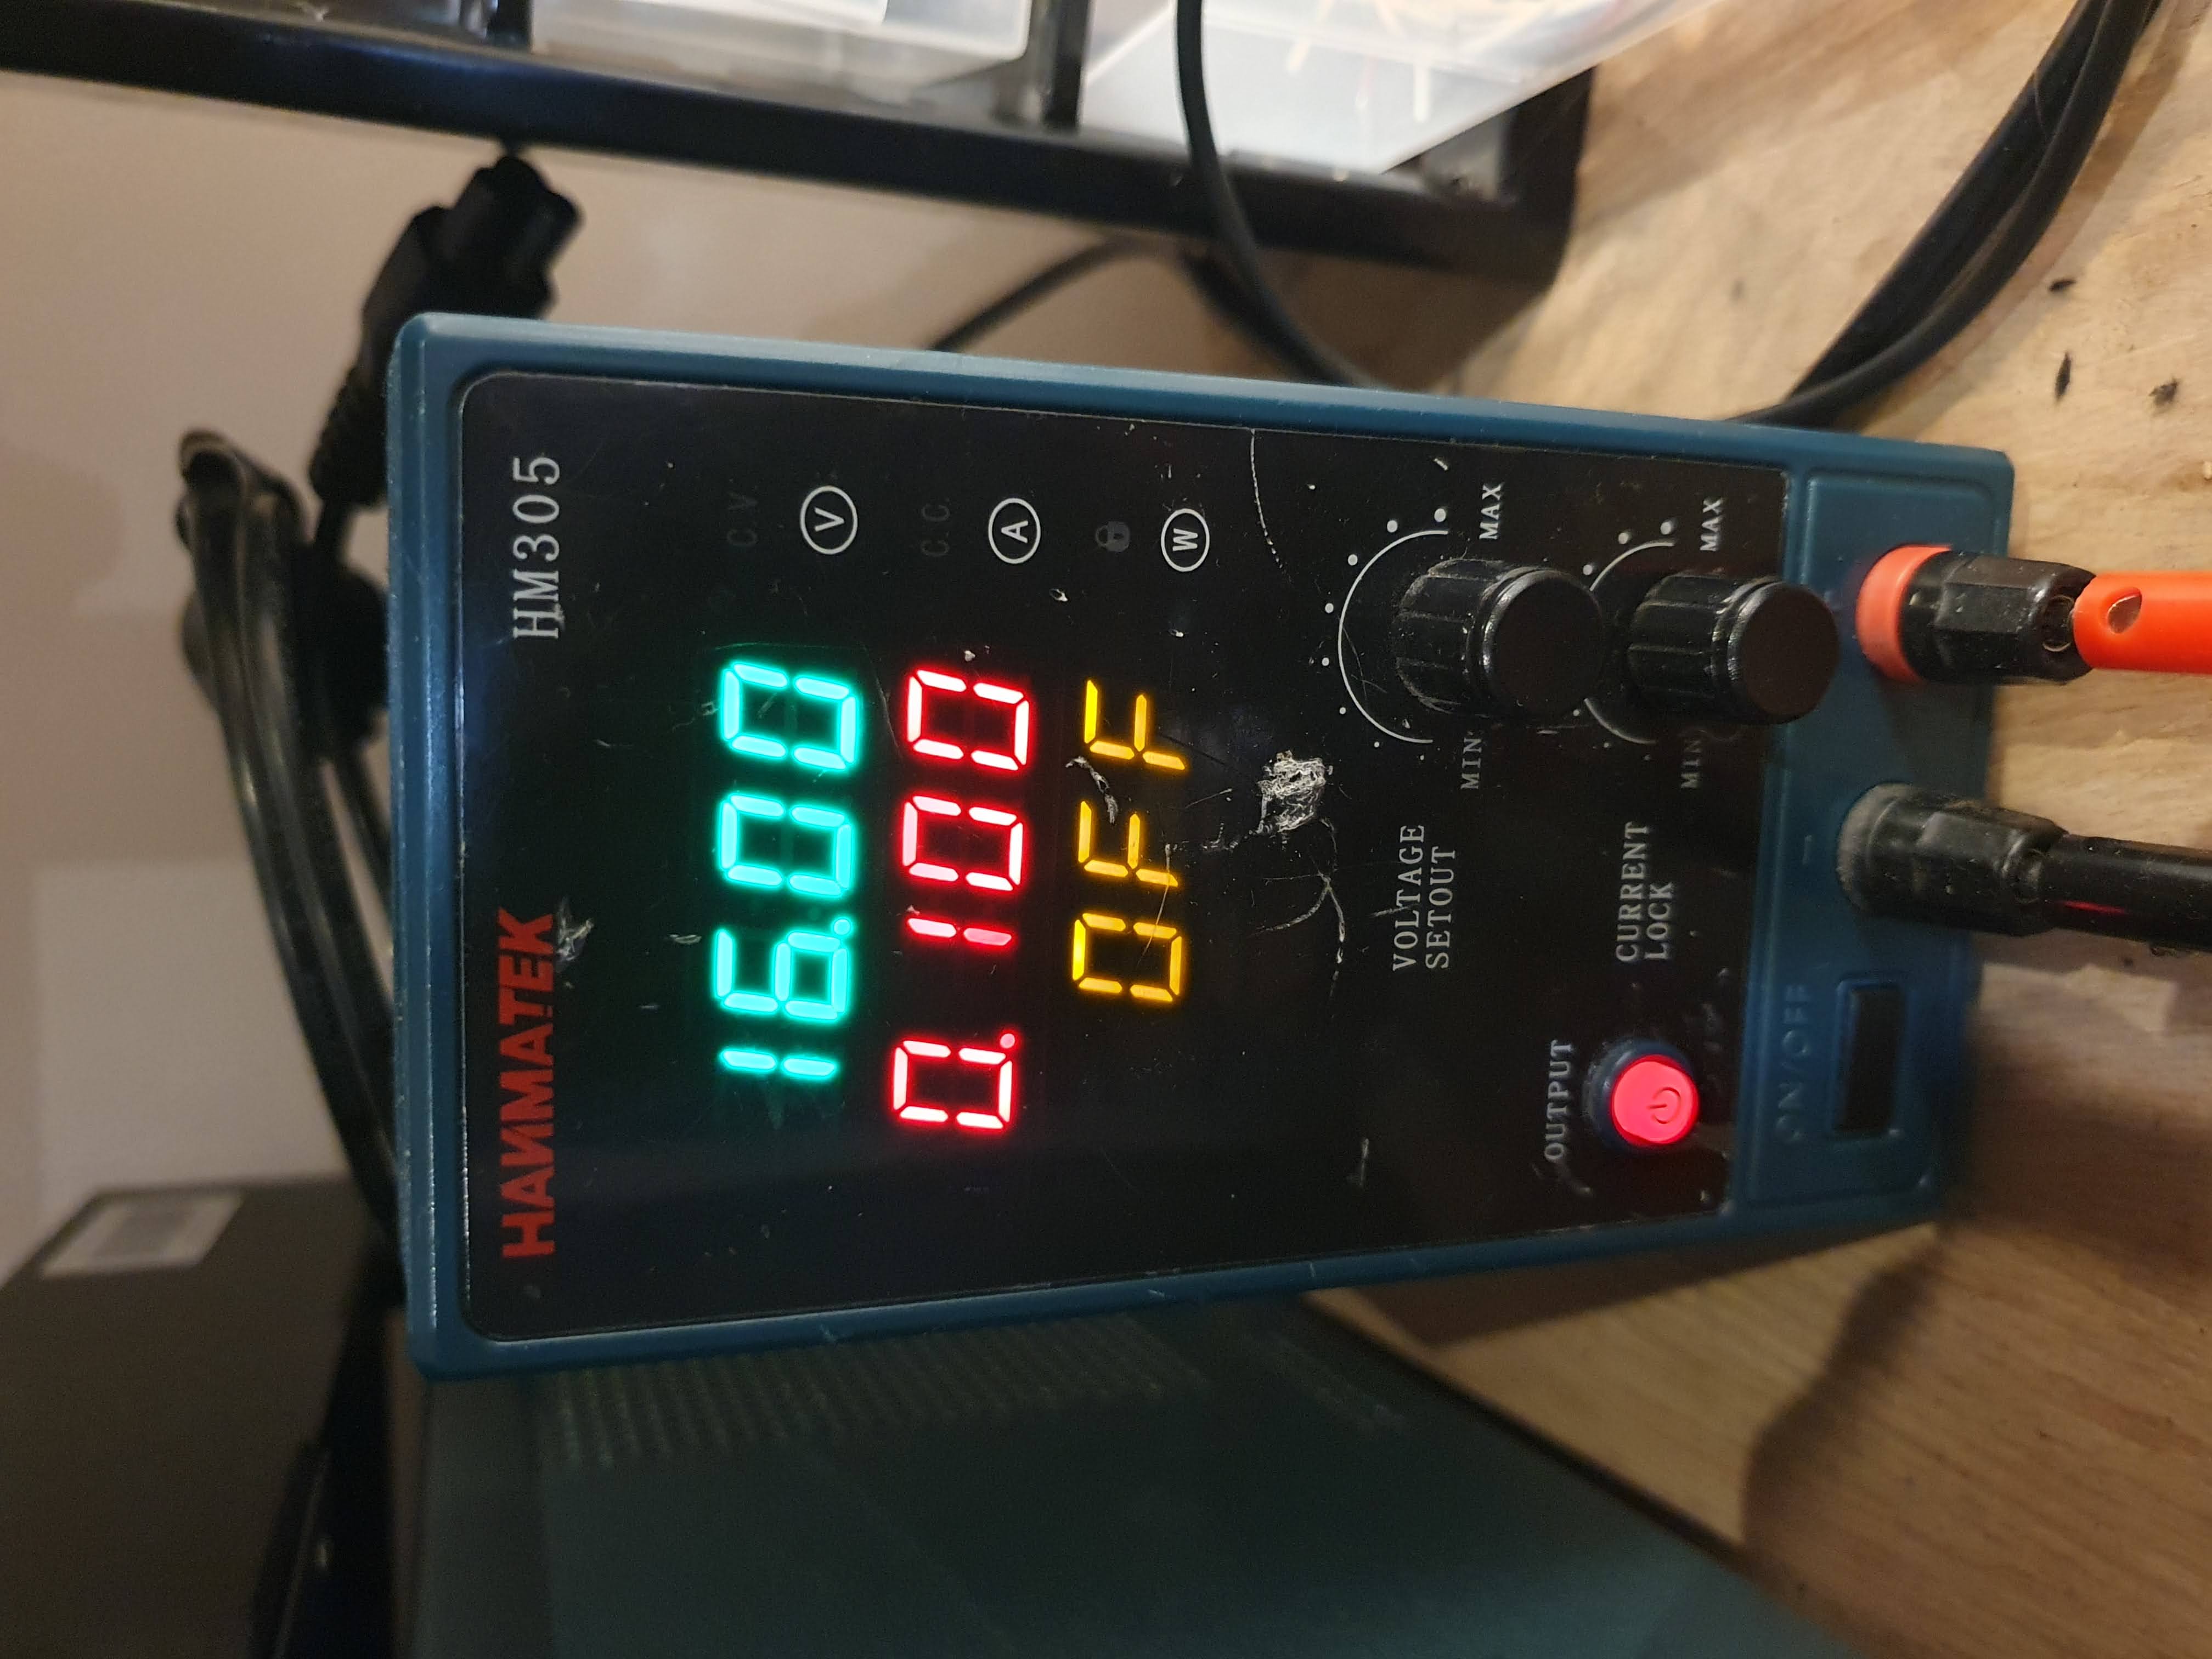 HANMATEK HM305
C.V.
16.00 V
C.C.
0.100 A
OFF W
VOLTAGE
SETOUT
MIN MAX
OUTPUT
CURRENT
LOCK
MIN MAX
ON/OFF